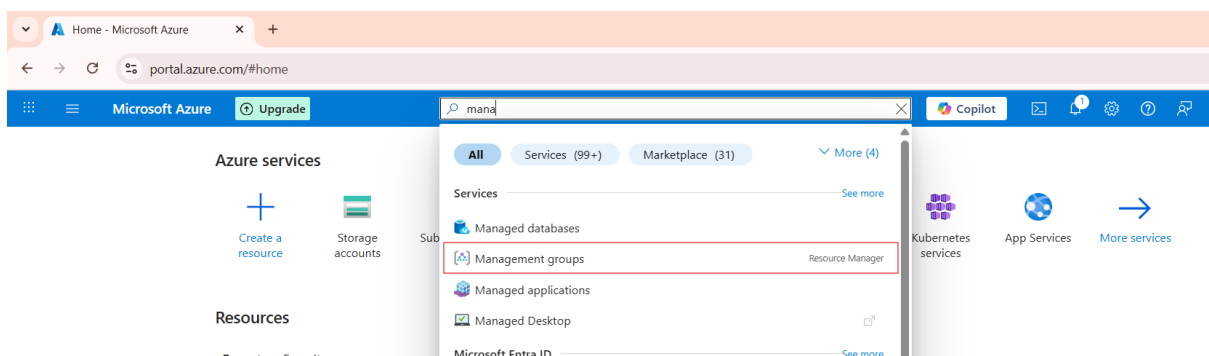 Home - Microsoft Azure
portal.azure.com/#home
Microsoft Azure Upgrade mana Copilot 1
All Services (99+) Marketplace (31) More (4)
Azure services
Services See more
Managed databases
Create a resource
Storage accounts
Sub
Kubernetes services
App Services
More services
Management groups Resource Manager
Managed applications
Resources
Managed Desktop
Microsoft Entra ID See more